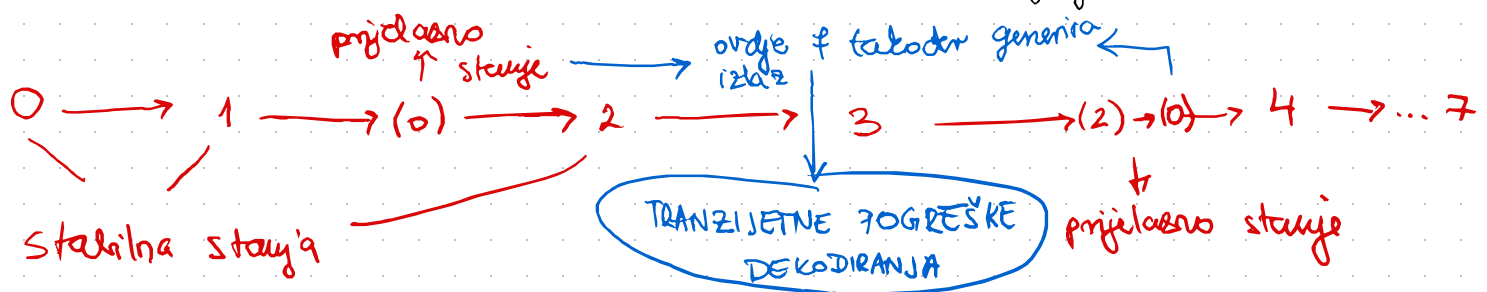 prijelazno
↑ stanje → ovdje f također generira
izlaz
0 → 1 → (0) → 2 → 3 → (2) → (0) → 4 → ... 7
stabilna stanja
TRANZIJETNE POGREŠKE
DEKODIRANJA
prijelazno stanje